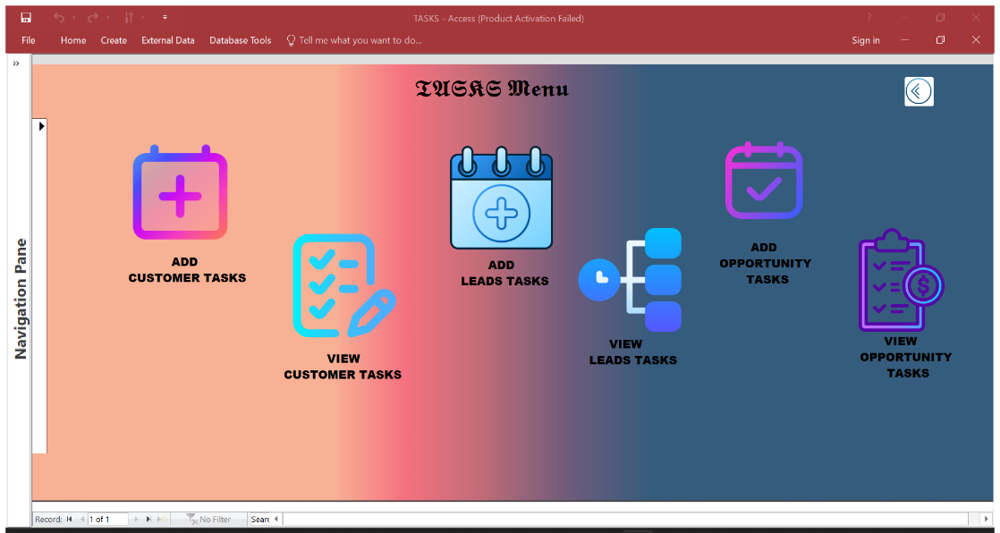 TASKS - Access (Product Activation Failed)
?
File Home Create External Data Database Tools Tell me what you want to do... Sign in
»
TASKS Menu
Navigation Pane
ADD
CUSTOMER TASKS
VIEW
CUSTOMER TASKS
ADD
LEADS TASKS
VIEW
LEADS TASKS
ADD
OPPORTUNITY
TASKS
$
VIEW
OPPORTUNITY
TASKS
Record: 1 of 1 No Filter Searc